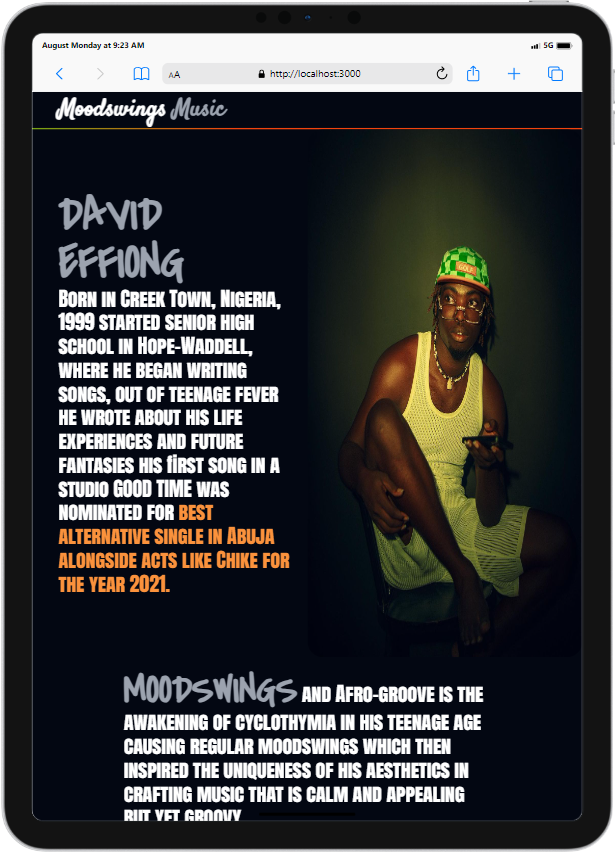 August Monday at 9:23 AM
5G
AA
http://localhost:3000
Moodswings Music
DAVID
EFFIONG
Born in Creek Town, Nigeria,
1999 started senior high
school in Hope-Waddell,
where he began writing
songs, out of teenage fever
he wrote about his life
experiences and future
fantasies his first song in a
studio GOOD TIME was
nominated for best
alternative single in Abuja
alongside acts like Chike for
the year 2021.
GOLF
MOODSWINGS and Afro-groove is the
awakening of cyclothymia in his teenage age
causing regular moodswings which then
inspired the uniqueness of his aesthetics in
crafting music that is calm and appealing
but yet groovy